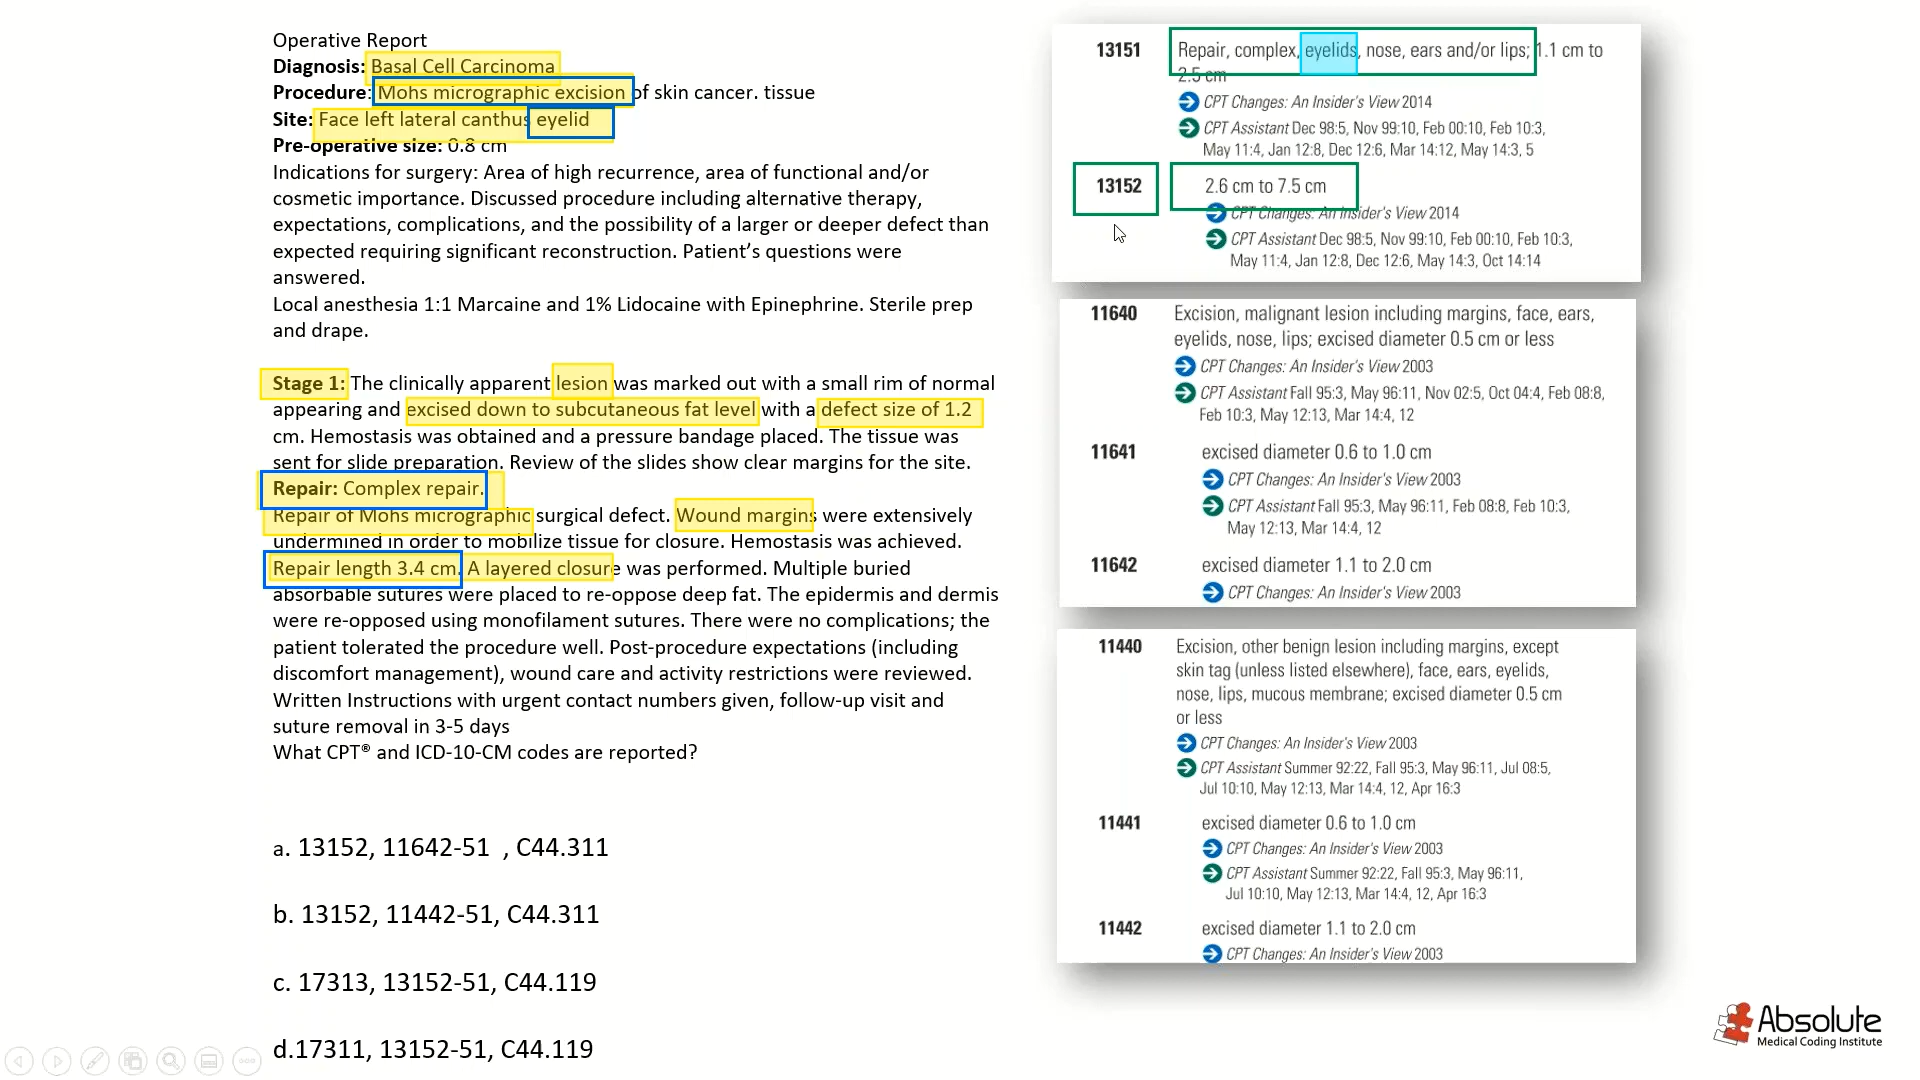 Operative Report
Diagnosis: Basal Cell Carcinoma
Procedure: Mohs micrographic excision of skin cancer. tissue
Site: Face left lateral canthus eyelid
Pre-operative size: 0.8 cm
Indications for surgery: Area of high recurrence, area of functional and/or
cosmetic importance. Discussed procedure including alternative therapy,
expectations, complications, and the possibility of a larger or deeper defect than
expected requiring significant reconstruction. Patient’s questions were
answered.
Local anesthesia 1:1 Marcaine and 1% Lidocaine with Epinephrine. Sterile prep
and drape.
Stage 1: The clinically apparent lesion was marked out with a small rim of normal
appearing and excised down to subcutaneous fat level with a defect size of 1.2
cm. Hemostasis was obtained and a pressure bandage placed. The tissue was
sent for slide preparation. Review of the slides show clear margins for the site.
Repair: Complex repair.
Repair of Mohs micrographic surgical defect. Wound margins were extensively
undermined in order to mobilize tissue for closure. Hemostasis was achieved.
Repair length 3.4 cm. A layered closure was performed. Multiple buried
absorbable sutures were placed to re-oppose deep fat. The epidermis and dermis
were re-opposed using monofilament sutures. There were no complications; the
patient tolerated the procedure well. Post-procedure expectations (including
discomfort management), wound care and activity restrictions were reviewed.
Written Instructions with urgent contact numbers given, follow-up visit and
suture removal in 3-5 days
What CPT® and ICD-10-CM codes are reported?
a. 13152, 11642-51 , C44.311
b. 13152, 11442-51, C44.311
c. 17313, 13152-51, C44.119
d.17311, 13152-51, C44.119
13151 Repair, complex, eyelids, nose, ears and/or lips; 1.1 cm to
2.5 cm
CPT Changes: An Insider's View 2014
CPT Assistant Dec 98:5, Nov 99:10, Feb 00:10, Feb 10:3,
May 11:4, Jan 12:8, Dec 12:6, Mar 14:12, May 14:3, 5
13152 2.6 cm to 7.5 cm
CPT Changes: An Insider's View 2014
CPT Assistant Dec 98:5, Nov 99:10, Feb 00:10, Feb 10:3,
May 11:4, Jan 12:8, Dec 12:6, May 14:3, Oct 14:14
11640 Excision, malignant lesion including margins, face, ears,
eyelids, nose, lips; excised diameter 0.5 cm or less
CPT Changes: An Insider's View 2003
CPT Assistant Fall 95:3, May 96:11, Nov 02:5, Oct 04:4, Feb 08:8,
Feb 10:3, May 12:13, Mar 14:4, 12
11641 excised diameter 0.6 to 1.0 cm
CPT Changes: An Insider's View 2003
CPT Assistant Fall 95:3, May 96:11, Feb 08:8, Feb 10:3,
May 12:13, Mar 14:4, 12
11642 excised diameter 1.1 to 2.0 cm
CPT Changes: An Insider's View 2003
11440 Excision, other benign lesion including margins, except
skin tag (unless listed elsewhere), face, ears, eyelids,
nose, lips, mucous membrane; excised diameter 0.5 cm
or less
CPT Changes: An Insider's View 2003
CPT Assistant Summer 92:22, Fall 95:3, May 96:11, Jul 08:5,
Jul 10:10, May 12:13, Mar 14:4, 12, Apr 16:3
11441 excised diameter 0.6 to 1.0 cm
CPT Changes: An Insider's View 2003
CPT Assistant Summer 92:22, Fall 95:3, May 96:11,
Jul 10:10, May 12:13, Mar 14:4, 12, Apr 16:3
11442 excised diameter 1.1 to 2.0 cm
CPT Changes: An Insider's View 2003
Absolute
Medical Coding Institute